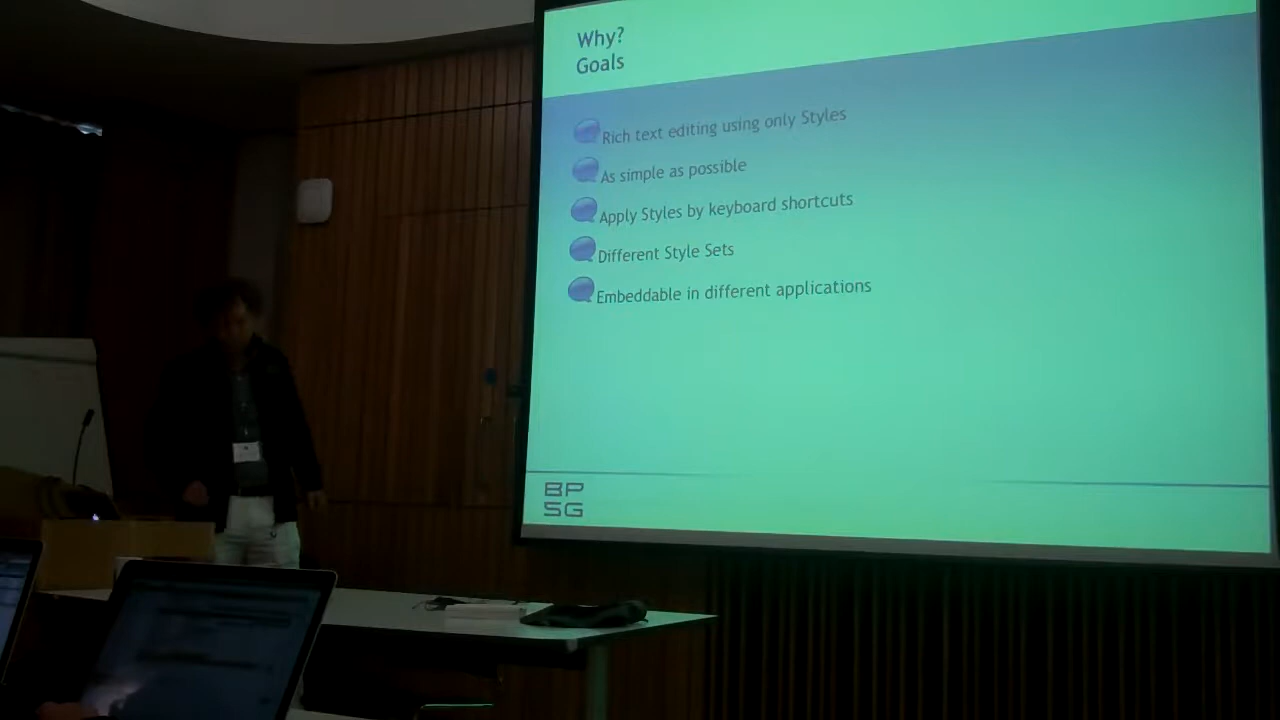 Why?
Goals
Rich text editing using only Styles
As simple as possible
Apply Styles by keyboard shortcuts
Different Style Sets
Embeddable in different applications
BP
SG